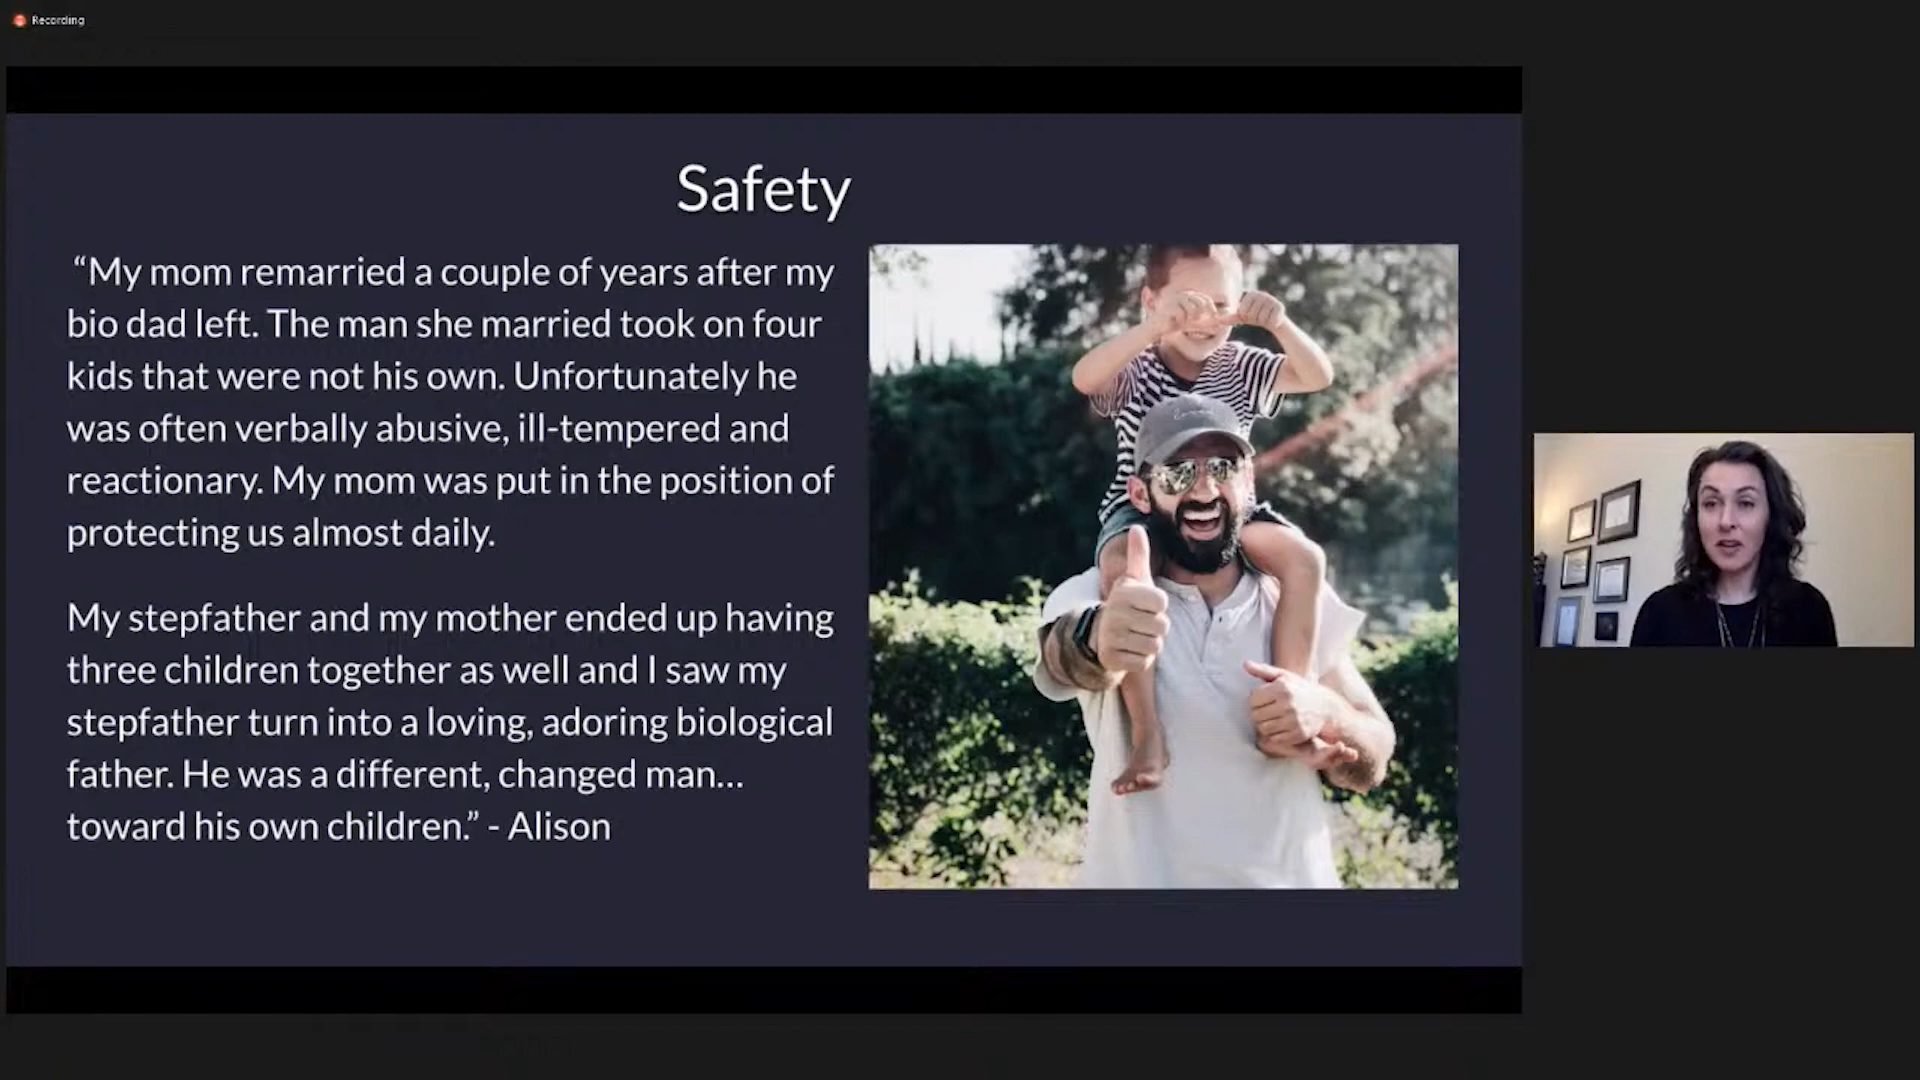 Recording
Safety
“My mom remarried a couple of years after my
bio dad left. The man she married took on four
kids that were not his own. Unfortunately he
was often verbally abusive, ill-tempered and
reactionary. My mom was put in the position of
protecting us almost daily.
My stepfather and my mother ended up having
three children together as well and I saw my
stepfather turn into a loving, adoring biological
father. He was a different, changed man...
toward his own children.” - Alison